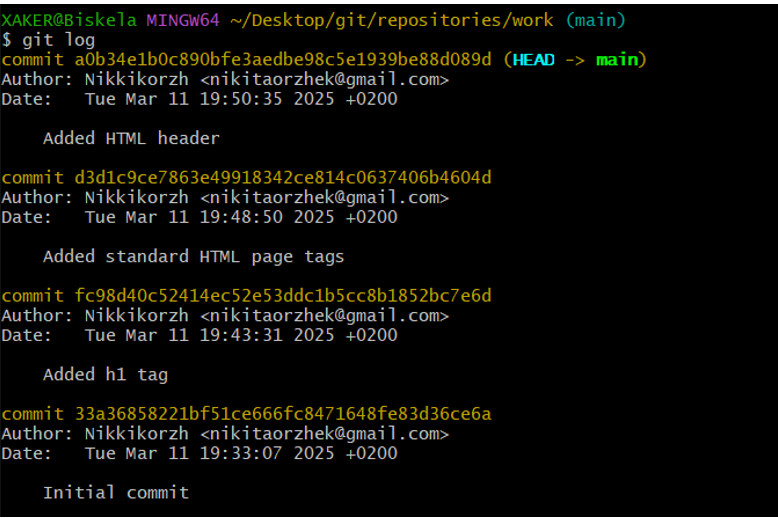 XAKER@Biskela MINGW64 ~/Desktop/git/repositories/work (main)
$ git log
commit a0b34e1b0c890bfe3aedbe98c5e1939be88d089d (HEAD -> main)
Author: Nikkikorzh <nikitaorzhek@gmail.com>
Date:   Tue Mar 11 19:50:35 2025 +0200

    Added HTML header

commit d3d1c9ce7863e49918342ce814c0637406b4604d
Author: Nikkikorzh <nikitaorzhek@gmail.com>
Date:   Tue Mar 11 19:48:50 2025 +0200

    Added standard HTML page tags

commit fc98d40c52414ec52e53ddc1b5cc8b1852bc7e6d
Author: Nikkikorzh <nikitaorzhek@gmail.com>
Date:   Tue Mar 11 19:43:31 2025 +0200

    Added h1 tag

commit 33a36858221bf51ce666fc8471648fe83d36ce6a
Author: Nikkikorzh <nikitaorzhek@gmail.com>
Date:   Tue Mar 11 19:33:07 2025 +0200

    Initial commit